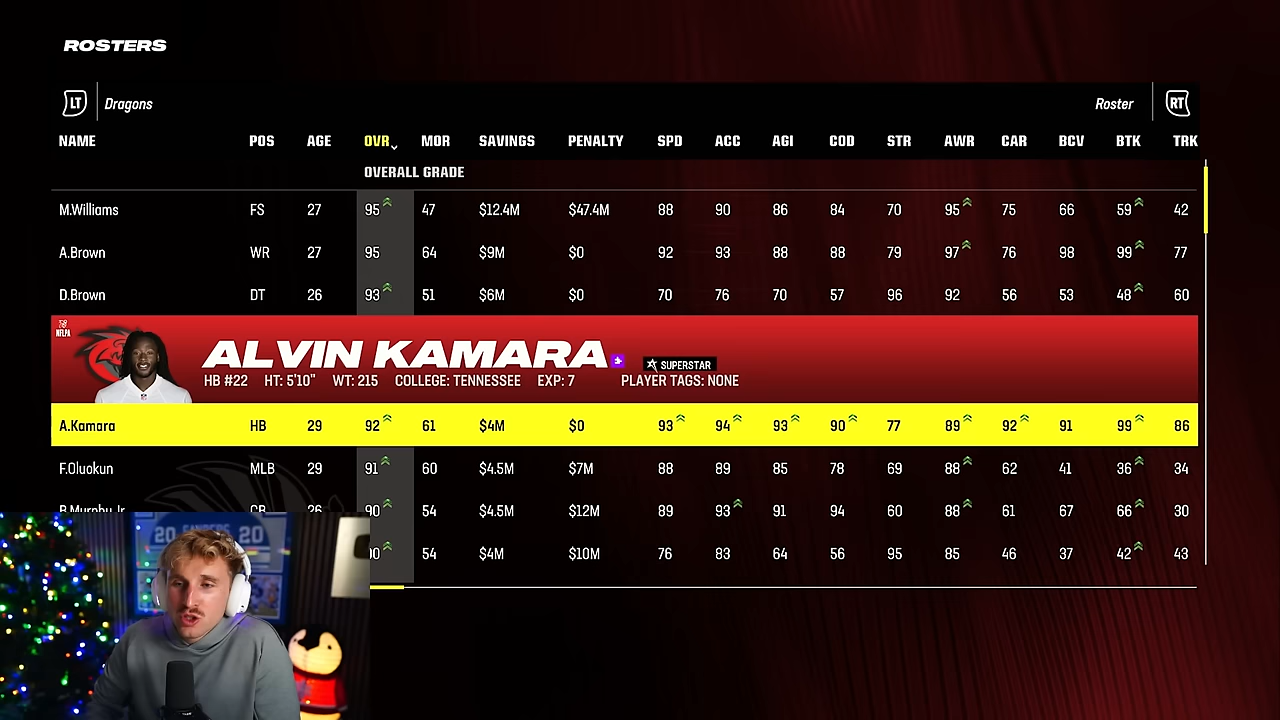 ROSTERS
LT Dragons Roster RT
NAME POS AGE OVR MOR SAVINGS PENALTY SPD ACC AGI COD STR AWR CAR BCV BTK TRK
OVERALL GRADE
M.Williams FS 27 95 47 $12.4M $47.4M 88 90 86 84 70 95 75 66 59 42
A.Brown WR 27 95 64 $9M $0 92 93 88 88 79 97 76 98 99 77
D.Brown DT 26 93 51 $6M $0 70 76 70 57 96 92 56 53 48 60
NFLPA
ALVIN KAMARA SUPERSTAR
HB #22 HT: 5'10" WT: 215 COLLEGE: TENNESSEE EXP: 7 PLAYER TAGS: NONE
A.Kamara HB 29 92 61 $4M $0 93 94 93 90 77 89 92 91 99 86
F.Oluokun MLB 29 91 60 $4.5M $7M 88 89 85 78 69 88 62 41 36 34
B.Murphy Jr. CB 26 90 54 $4.5M $12M 89 93 91 94 60 88 61 67 66 30
54 $4M $10M 76 83 64 56 95 85 46 37 42 43
20 SANDERS 20